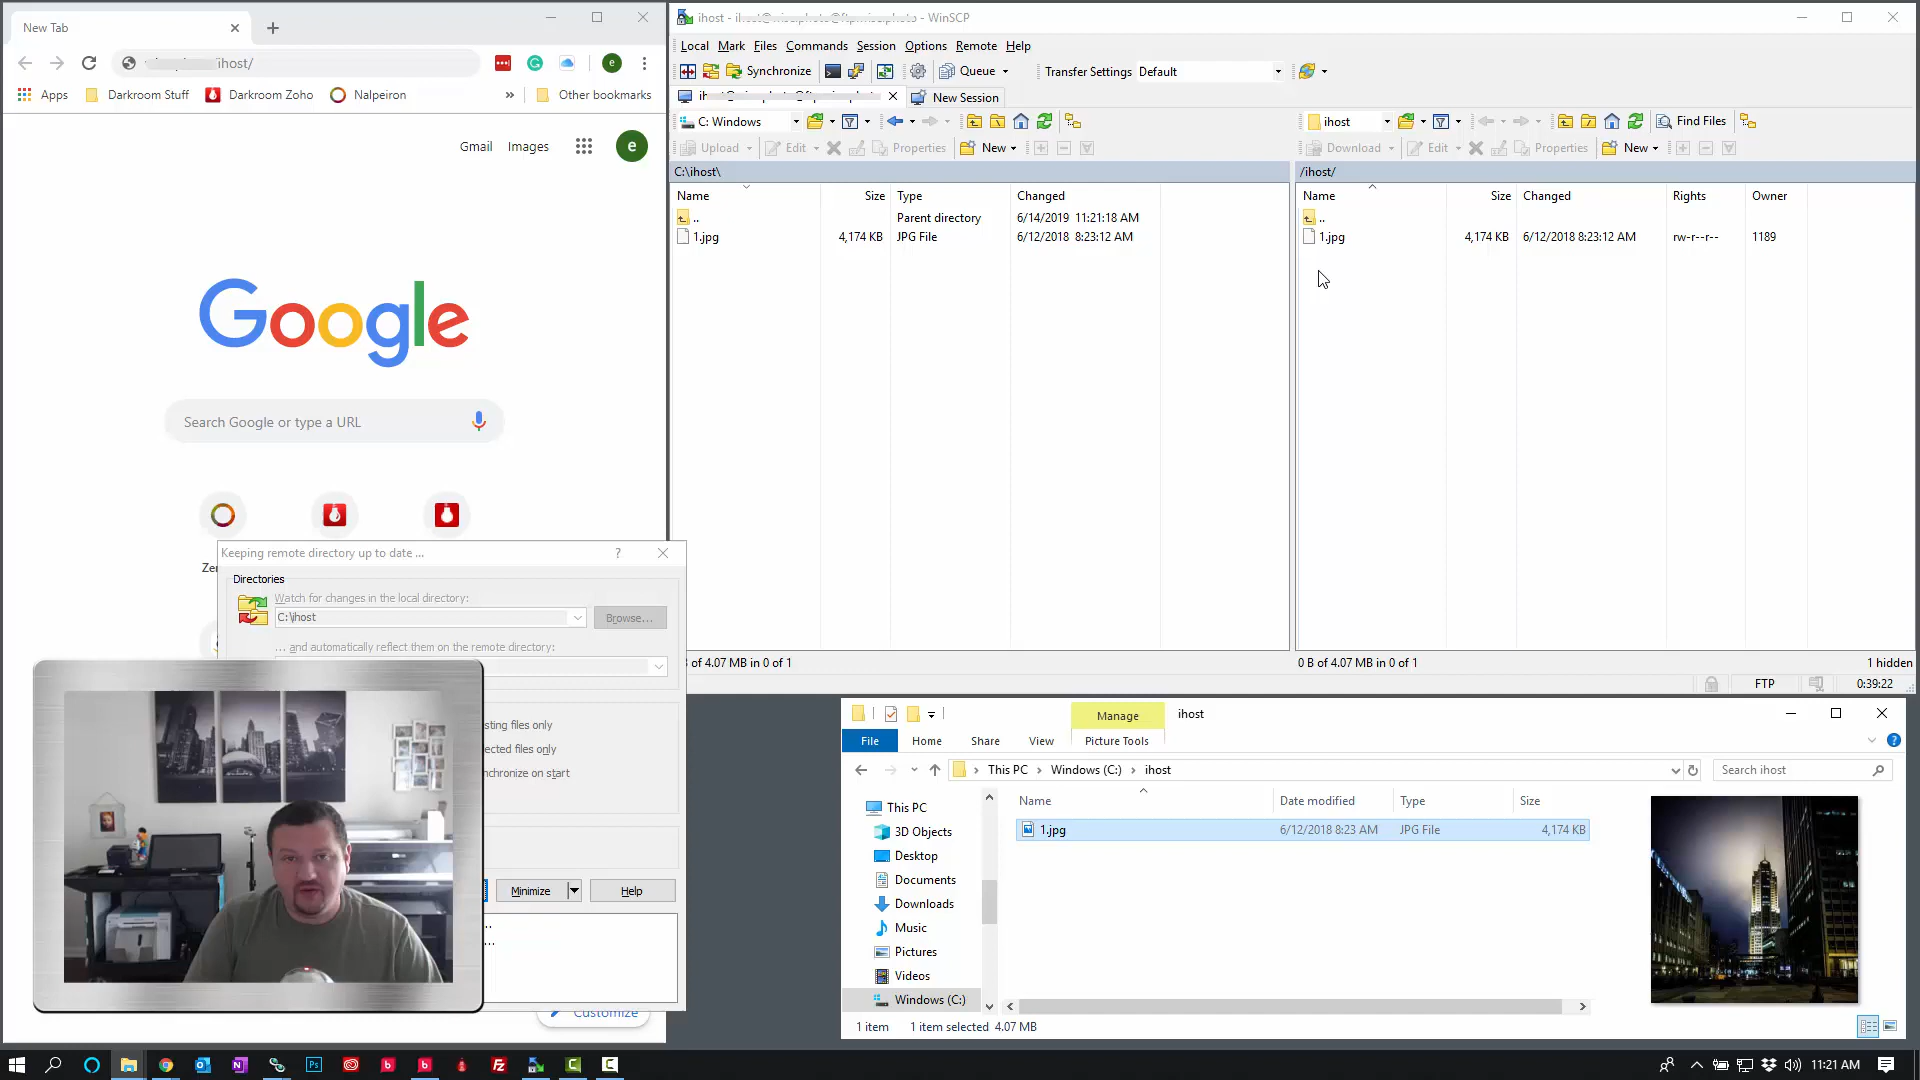 New Tab
ihost/
Apps
Darkroom Stuff
Darkroom Zoho
Nalpeiron
»
Other bookmarks
Gmail
Images
e
Google
Search Google or type a URL
Customize
Keeping remote directory up to date ...
?
Directories
Watch for changes in the local directory:
C:\ihost
Browse...
... and automatically reflect them on the remote directory:
Minimize
Help
ihost -
- WinSCP
Local Mark Files Commands Session Options Remote Help
Synchronize
Queue
Transfer Settings Default
New Session
C: Windows
Upload
Edit
Properties
New
C:\ihost\
Name Size Type Changed
.. Parent directory 6/14/2019 11:21:18 AM
1.jpg 4,174 KB JPG File 6/12/2018 8:23:12 AM
of 4.07 MB in 0 of 1
ihost
Find Files
Download
Edit
Properties
New
/ihost/
Name Size Changed Rights Owner
..
1.jpg 4,174 KB 6/12/2018 8:23:12 AM rw-r--r-- 1189
0 B of 4.07 MB in 0 of 1
1 hidden
FTP
0:39:22
Manage
ihost
File Home Share View Picture Tools
This PC › Windows (C:) › ihost
Search ihost
This PC
3D Objects
Desktop
Documents
Downloads
Music
Pictures
Videos
Windows (C:)
Name Date modified Type Size
1.jpg 6/12/2018 8:23 AM JPG File 4,174 KB
1 item 1 item selected 4.07 MB
11:21 AM